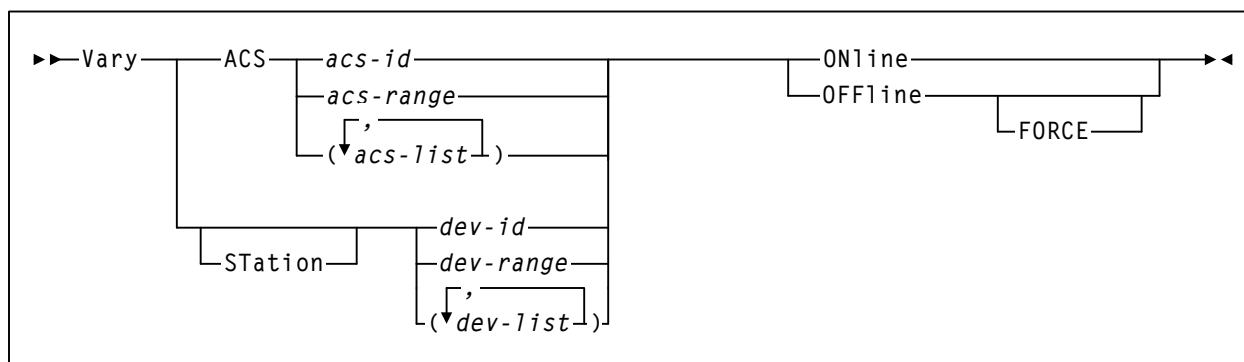 Vary ACS acs-id ONline
acs-range OFFline
, FORCE
( acs-list )
dev-id
STation dev-range
,
( dev-list )